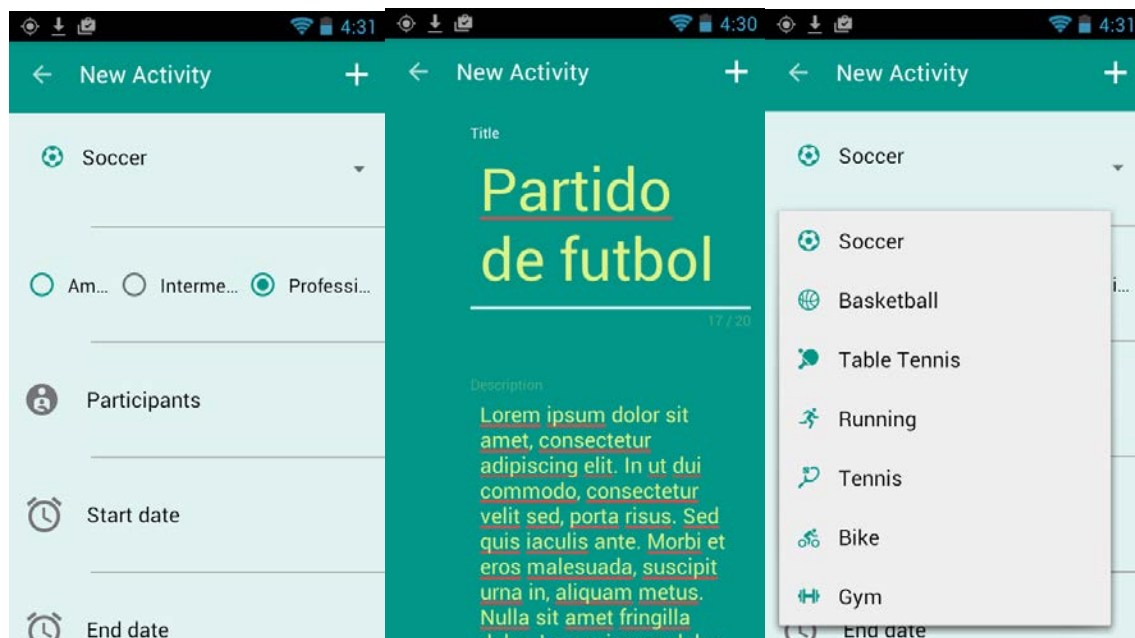 4:31
New Activity
Soccer
Am... Interme... Professi...
Participants
Start date
End date
4:30
New Activity
Title
Partido
de futbol
17 / 20
Description
Lorem ipsum dolor sit
amet, consectetur
adipiscing elit. In ut dui
commodo, consectetur
velit sed, porta risus. Sed
quis iaculis ante. Morbi et
eros malesuada, suscipit
urna in, aliquam metus.
Nulla sit amet fringilla
4:31
New Activity
Soccer
Soccer
Basketball
i...
Table Tennis
Running
Tennis
Bike
Gym
End date